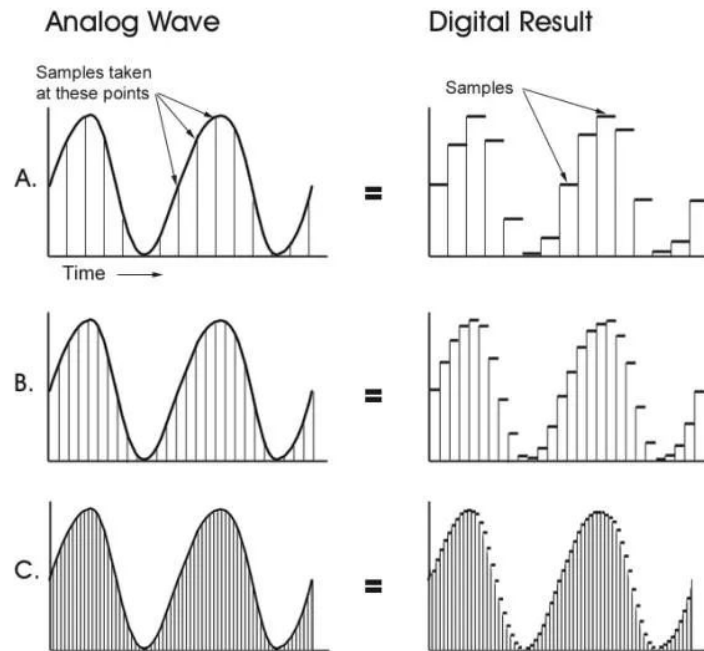 Analog Wave
Digital Result
Samples taken
at these points
Samples
A.
=
Time
B.
=
C.
=